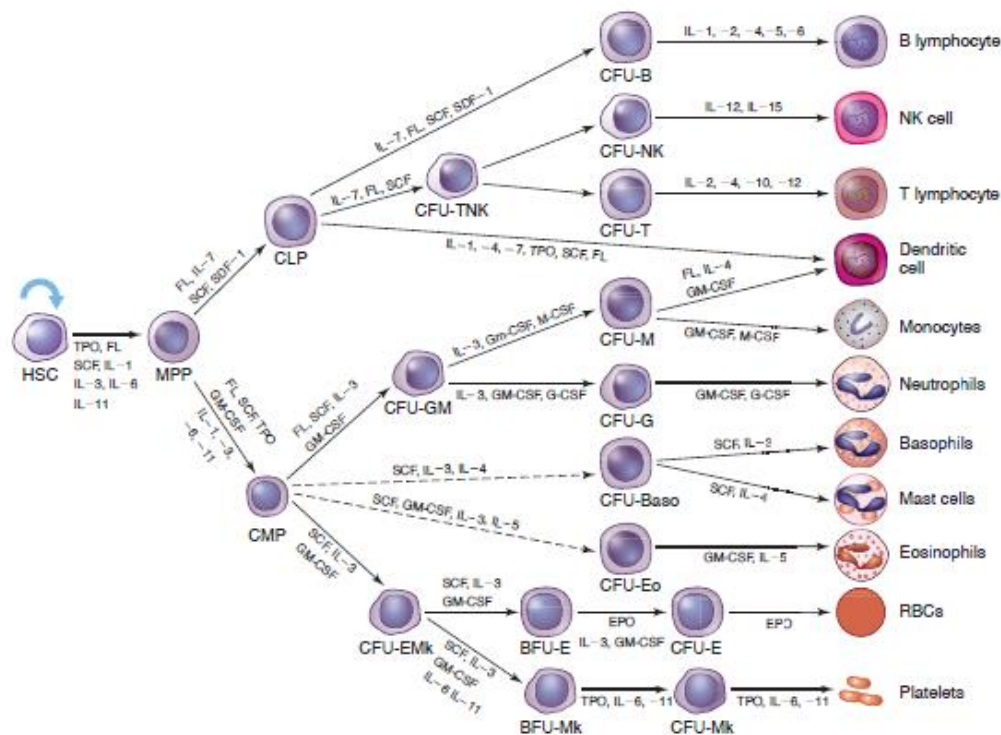 IL-1, -2, -4,-5, -6
B lymphocyte
CFU-B
IL-7, FL, SCF, SDF-1
IL-12, IL-15
NK cell
CFU-NK
IL-7, FL, SCF
CFU-TNK
IL-2, -4, -10, -12
T lymphocyte
CFU-T
CLP
IL-1, -4, -7, TPO, SCF, FL
Dendritic
cell
FL, IL-7
SCF, SDF-1
FL, IL-4
GM-CSF
IL-3, Gm-CSF, M-CSF
CFU-M
GM-CSF, M-CSF
Monocytes
HSC
TPO, FL
SCF, IL-1
IL-3, IL-6
IL-11
MPP
FL, SCF, IL-3
GM-CSF
CFU-GM
IL-3, GM-CSF, G-CSF
CFU-G
GM-CSF, G-CSF
Neutrophils
FL, SCF, TPO
GM-CSF
IL-1, -3,
-6, -11
SCF, IL-3, IL-4
CFU-Baso
SCF, IL-3
Basophils
SCF, IL-4
Mast cells
CMP
SCF, GM-CSF, IL-3, IL-5
CFU-Eo
GM-CSF, IL-5
Eosinophils
SCF, IL-3
GM-CSF
CFU-EMk
SCF, IL-3
GM-CSF
BFU-E
EPO
IL-3, GM-CSF
CFU-E
EPO
RBCs
SCF, IL-3
GM-CSF
IL-6 IL-11
BFU-Mk
TPO, IL-6, -11
CFU-Mk
TPO, IL-6, -11
Platelets